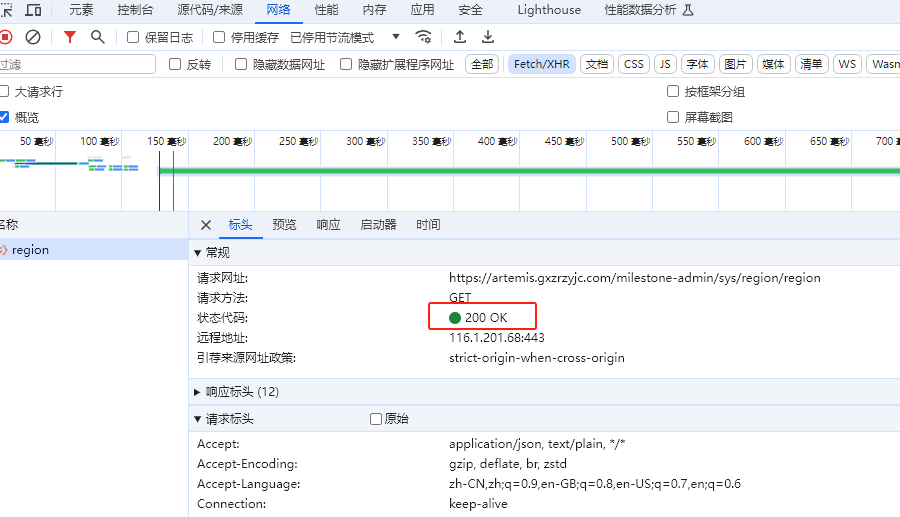 元素 控制台 源代码/来源 网络 性能 内存 应用 安全 Lighthouse 性能数据分析
保留日志 停用缓存 已停用节流模式
过滤 反转 隐藏数据网址 隐藏扩展程序网址 全部 Fetch/XHR 文档 CSS JS 字体 图片 媒体 清单 WS Wasm
大请求行 按框架分组
概览 屏幕截图
50 毫秒 100 毫秒 150 毫秒 200 毫秒 250 毫秒 300 毫秒 350 毫秒 400 毫秒 450 毫秒 500 毫秒 550 毫秒 600 毫秒 650 毫秒 700
名称 标头 预览 响应 启动器 时间
region
常规
请求网址: https://artemis.gxzrzyjc.com/milestone-admin/sys/region/region
请求方法: GET
状态代码: 200 OK
远程地址: 116.1.201.68:443
引荐来源网址政策: strict-origin-when-cross-origin
响应标头 (12)
请求标头 原始
Accept: application/json, text/plain, */*
Accept-Encoding: gzip, deflate, br, zstd
Accept-Language: zh-CN,zh;q=0.9,en-GB;q=0.8,en-US;q=0.7,en;q=0.6
Connection: keep-alive